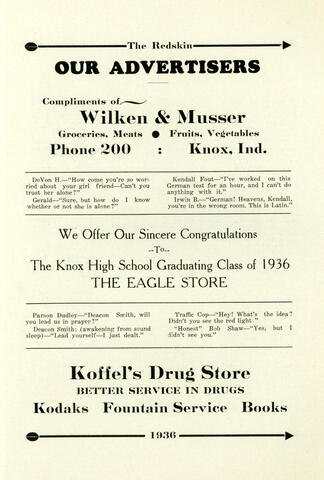 The Redskin
OUR ADVERTISERS
Compliments of
Wilken & Musser
Groceries, Meats ● Fruits, Vegetables
Phone 200 : Knox, Ind.
DeVon H.—"How come you're so wor-
ried about your girl friend—Can't you
trust her alone?"
Gerald—"Sure, but how do I know
whether or not she is alone?"
Kendall Fout—"I've worked on this
German test for an hour, and I can't do
anything with it."
Irwin B.—"German! Heavens, Kendall,
you're in the wrong room. This is Latin."
We Offer Our Sincere Congratulations
--To--
The Knox High School Graduating Class of 1936
THE EAGLE STORE
Parson Dudley—"Deacon Smith, will
you lead us in prayer?"
Deacon Smith: (awakening from sound
sleep)—"Lead yourself—I just dealt."
Traffic Cop—"Hey! What's the idea?
Didn't you see the red light"
"Honest" Bob Shaw—"Yes, but I
didn't see you."
Koffel's Drug Store
BETTER SERVICE IN DRUGS
Kodaks Fountain Service Books
1936